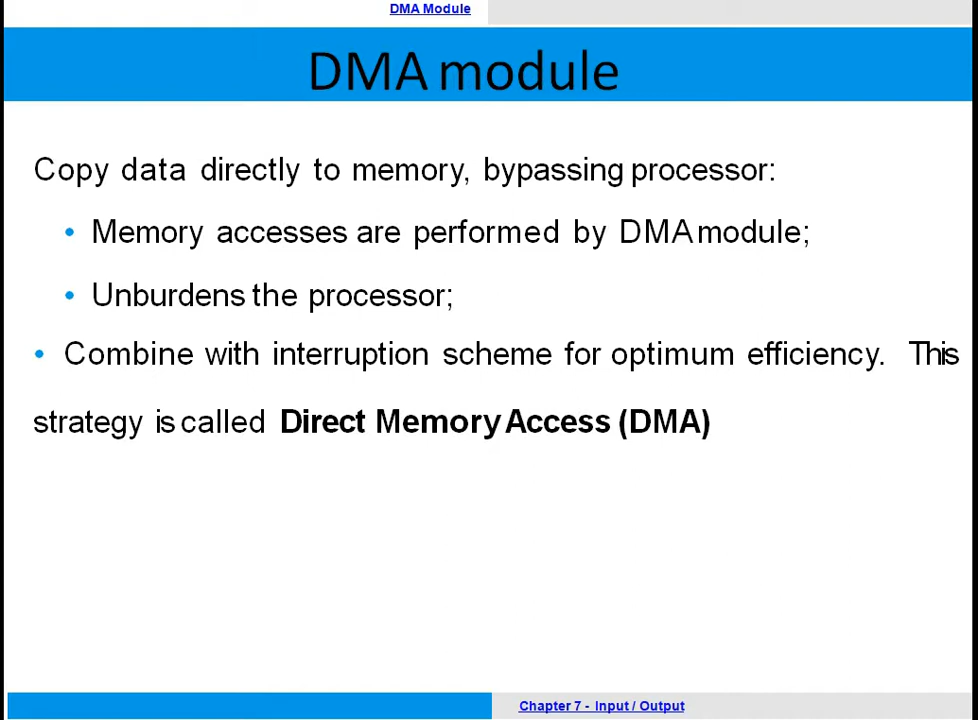 DMA Module
DMA module
Copy data directly to memory, bypassing processor:
• Memory accesses are performed by DMA module;
• Unburdens the processor;
• Combine with interruption scheme for optimum efficiency. This
strategy is called Direct Memory Access (DMA)
Chapter 7 - Input / Output